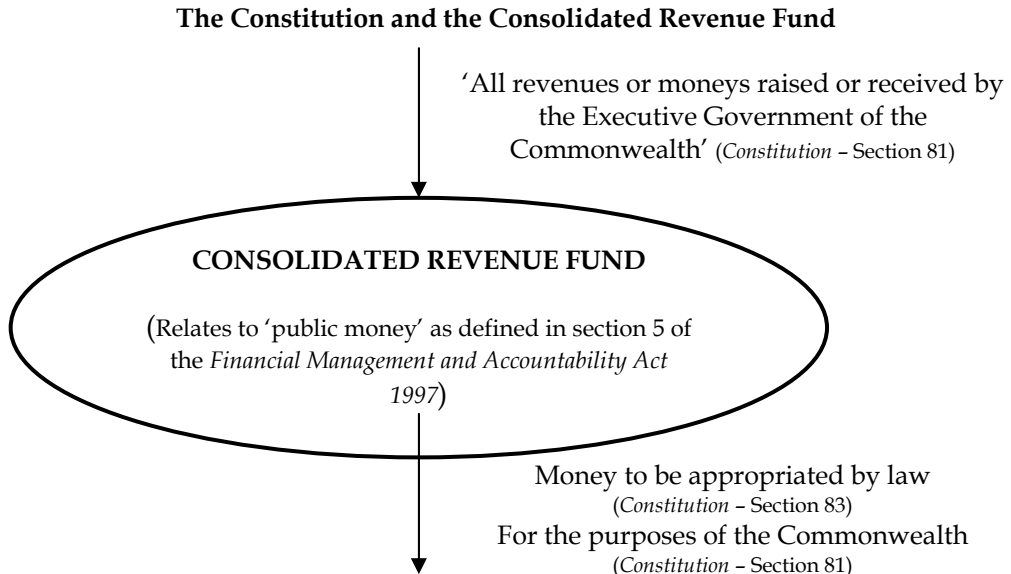 The Constitution and the Consolidated Revenue Fund
‘All revenues or moneys raised or received by
the Executive Government of the
Commonwealth’ (Constitution – Section 81)
CONSOLIDATED REVENUE FUND
(Relates to ‘public money’ as defined in section 5 of
the Financial Management and Accountability Act
1997)
Money to be appropriated by law
(Constitution – Section 83)
For the purposes of the Commonwealth
(Constitution – Section 81)